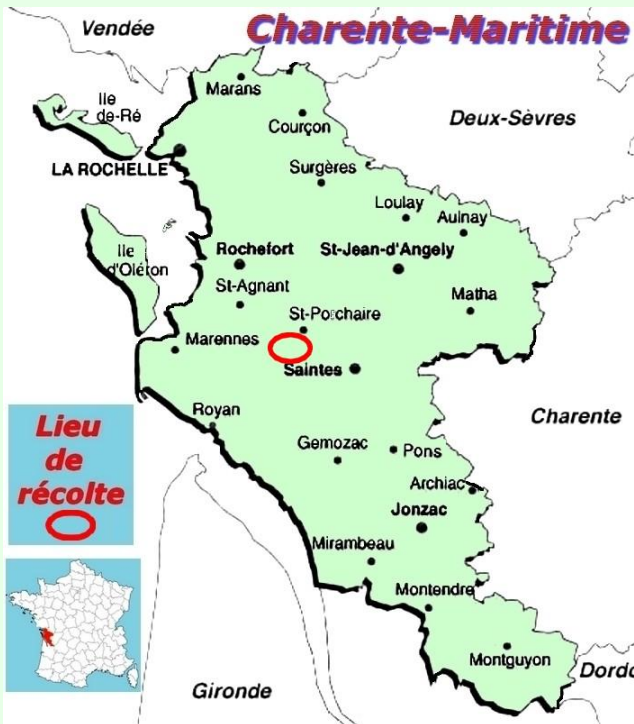 Charente-Maritime
Vendée
Marans
Ile
de-Ré
Courçon
Deux-Sèvres
LA ROCHELLE
Surgères
Loulay
Aulnay
Ile
d'Oléron
Rochefort
St-Jean-d'Angely
St-Agnant
Matha
St-Porchaire
Marennes
Saintes
Royan
Charente
Lieu
de
récolte
Gemozac
Pons
Archiac
Jonzac
Mirambeau
Montendre
Montguyon
Dordo
Gironde